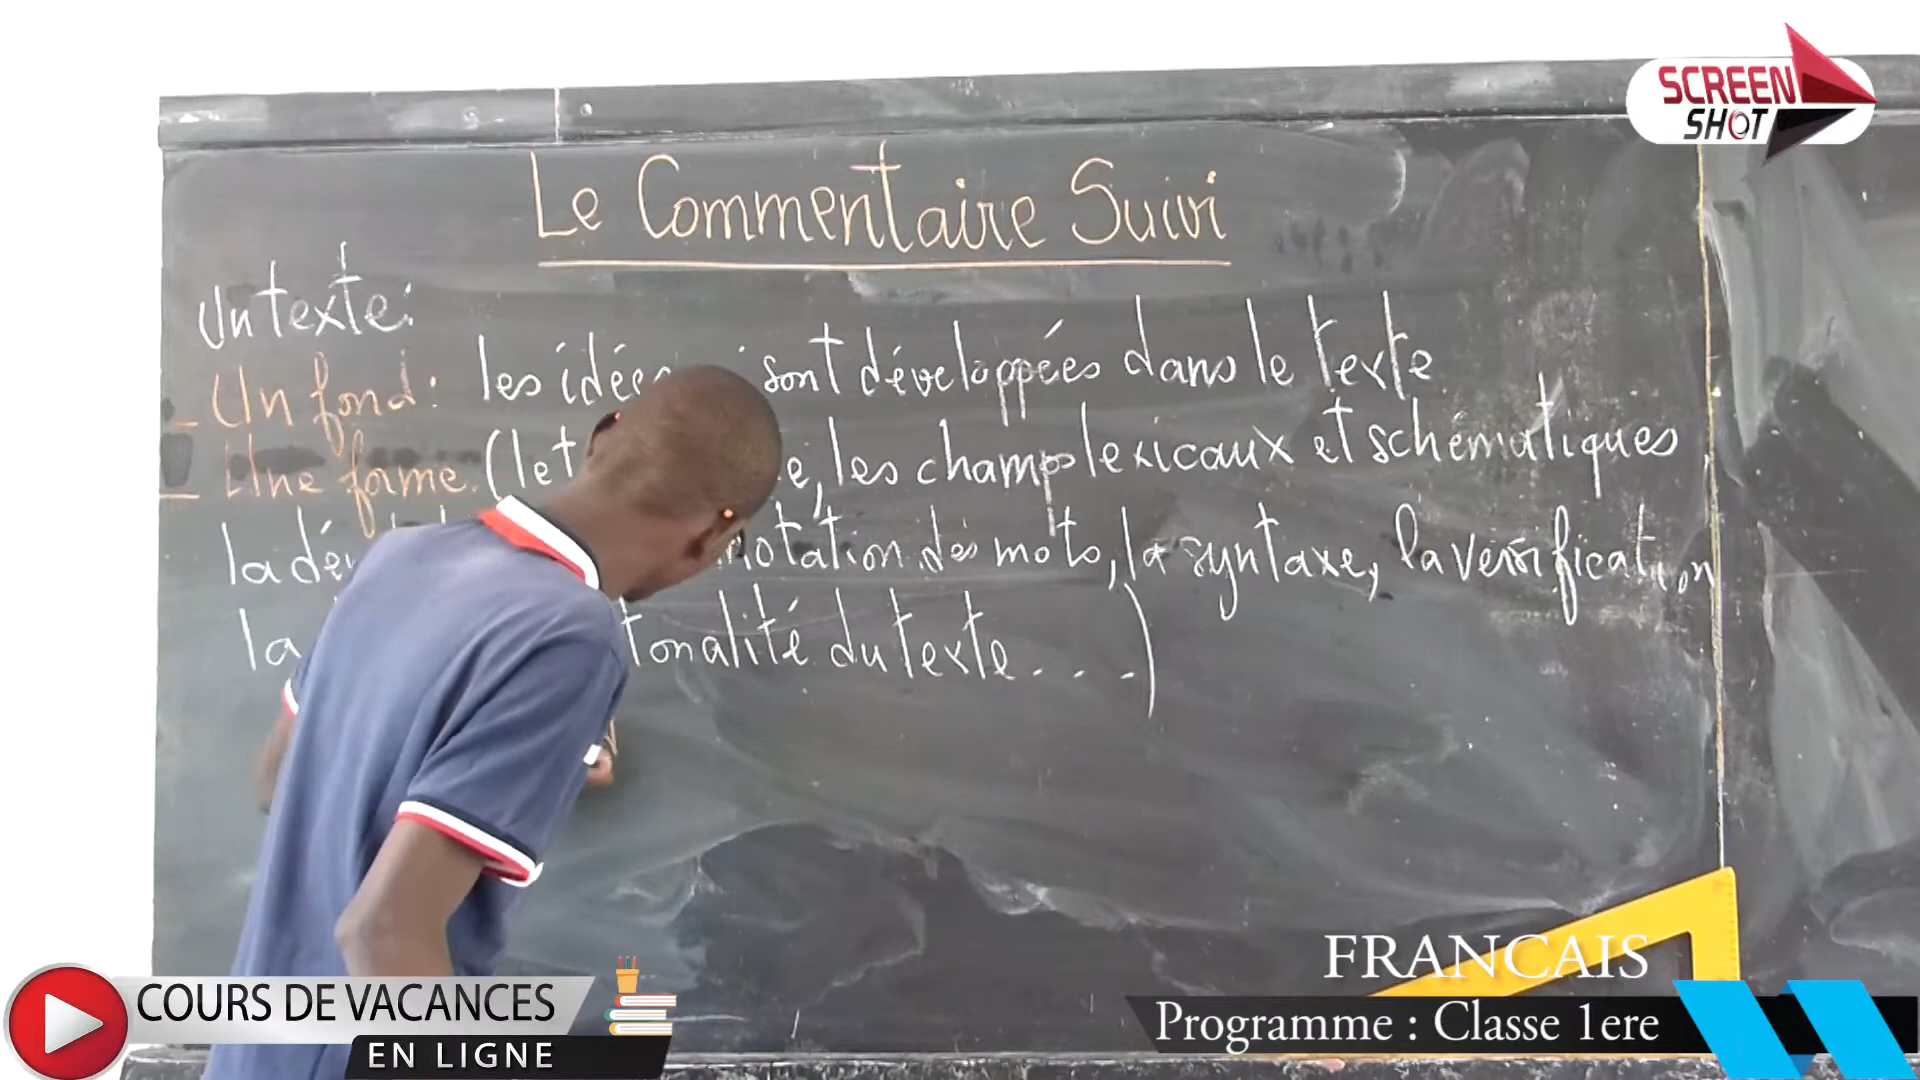 SCREEN
SHOT
Le Commentaire Suivi
Un texte:
- Un fond: les idées sont développées dans le texte
- Une forme (le les champs lexicaux et schématiques,
la des mots, la syntaxe, la versification
la tonalité du texte....)
COURS DE VACANCES
EN LIGNE
FRANCAIS
Programme : Classe 1ere